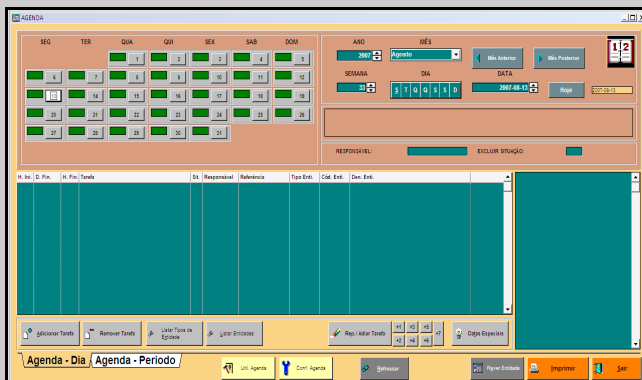 AGENDA
SEG TER QUA QUI SEX SAB DOM
1 2 3 4 5
6 7 8 9 10 11 12
13 14 15 16 17 18 19
20 21 22 23 24 25 26
27 28 29 30 31
ANO MÊS
2007 Agosto Mês Anterior Mês Posterior
SEMANA DIA DATA
33 S T Q Q S S D 2007-08-13 Hoje 2007-08-13
RESPONSÁVEL: EXCLUIR SITUAÇÃO:
H. Ini. D. Fin. H. Fin. Tarefa Sit. Responsável Referência Tipo Enti. Cód. Enti. Den. Enti.
Adicionar Tarefa Remover Tarefa Listar Tipos de Entidade Listar Entidades Rep./ Adiar Tarefa +1 +3 +5 +7 Datas Especiais
+2 +4 +6
Agenda - Dia Agenda - Periodo
Util. Agenda Conf. Agenda Refrescar Rever Entidade Imprimir Sair